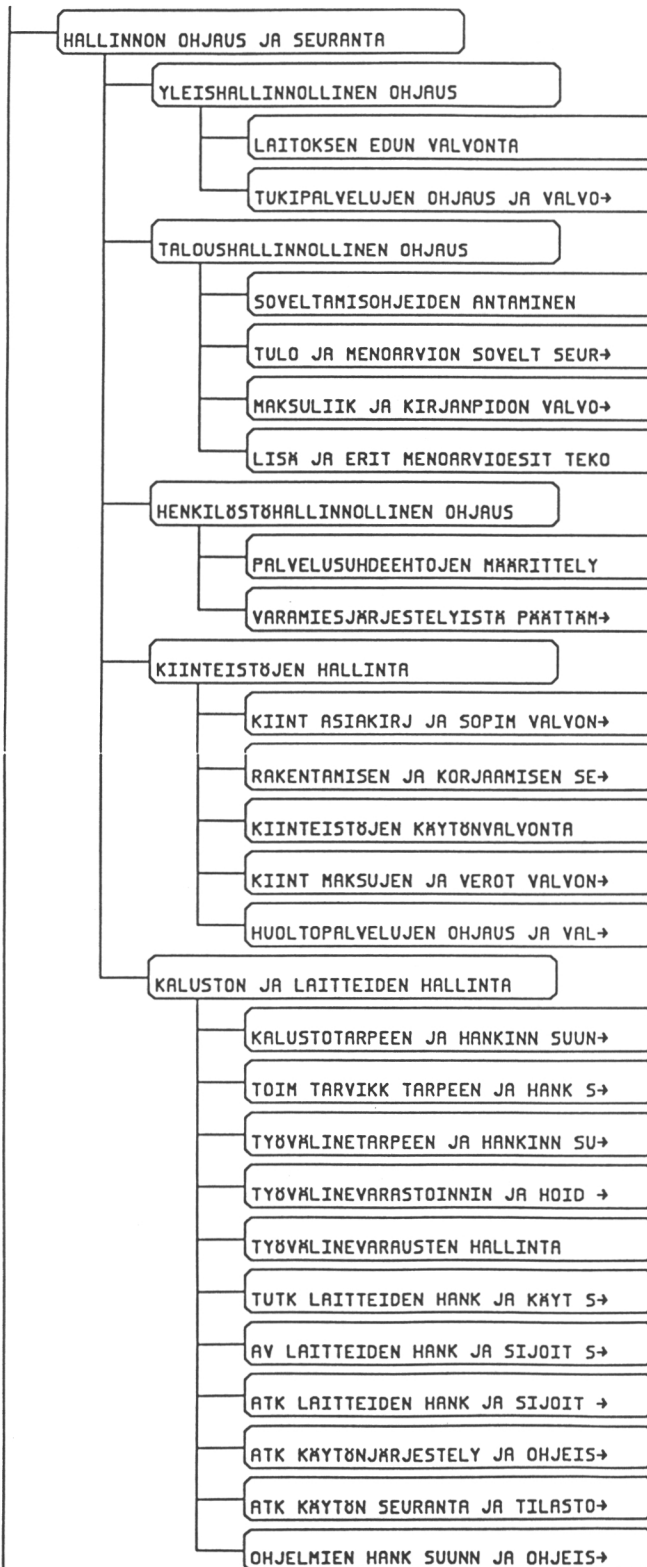 HALLINNON OHJAUS JA SEURANTA
YLEISHALLINNOLLINEN OHJAUS
LAITOKSEN EDUN VALVONTA
TUKIPALVELUJEN OHJAUS JA VALVO→
TALOUSHALLINNOLLINEN OHJAUS
SOVELTAMISOHJEIDEN ANTAMINEN
TULO JA MENOARVION SOVELT SEUR→
MAKSULIIK JA KIRJANPIDON VALVO→
LISÄ JA ERIT MENOARVIOESIT TEKO
HENKILÖSTÖHALLINNOLLINEN OHJAUS
PALVELUSUHDEEHTOJEN MÄÄRITTELY
VARAMIESJÄRJESTELYISTÄ PÄÄTTÄM→
KIINTEISTÖJEN HALLINTA
KIINT ASIAKIRJ JA SOPIM VALVON→
RAKENTAMISEN JA KORJAAMISEN SE→
KIINTEISTÖJEN KÄYTÖNVALVONTA
KIINT MAKSUJEN JA VEROT VALVON→
HUOLTOPALVELUJEN OHJAUS JA VAL→
KALUSTON JA LAITTEIDEN HALLINTA
KALUSTOTARPEEN JA HANKINN SUUN→
TOIM TARVIKK TARPEEN JA HANK S→
TYÖVÄLINETARPEEN JA HANKINN SU→
TYÖVÄLINEVARASTOINNIN JA HOID →
TYÖVÄLINEVARAUSTEN HALLINTA
TUTK LAITTEIDEN HANK JA KÄYT S→
AV LAITTEIDEN HANK JA SIJOIT S→
ATK LAITTEIDEN HANK JA SIJOIT →
ATK KÄYTÖNJÄRJESTELY JA OHJEIS→
ATK KÄYTÖN SEURANTA JA TILASTO→
OHJELMIEN HANK SUUNN JA OHJEIS→